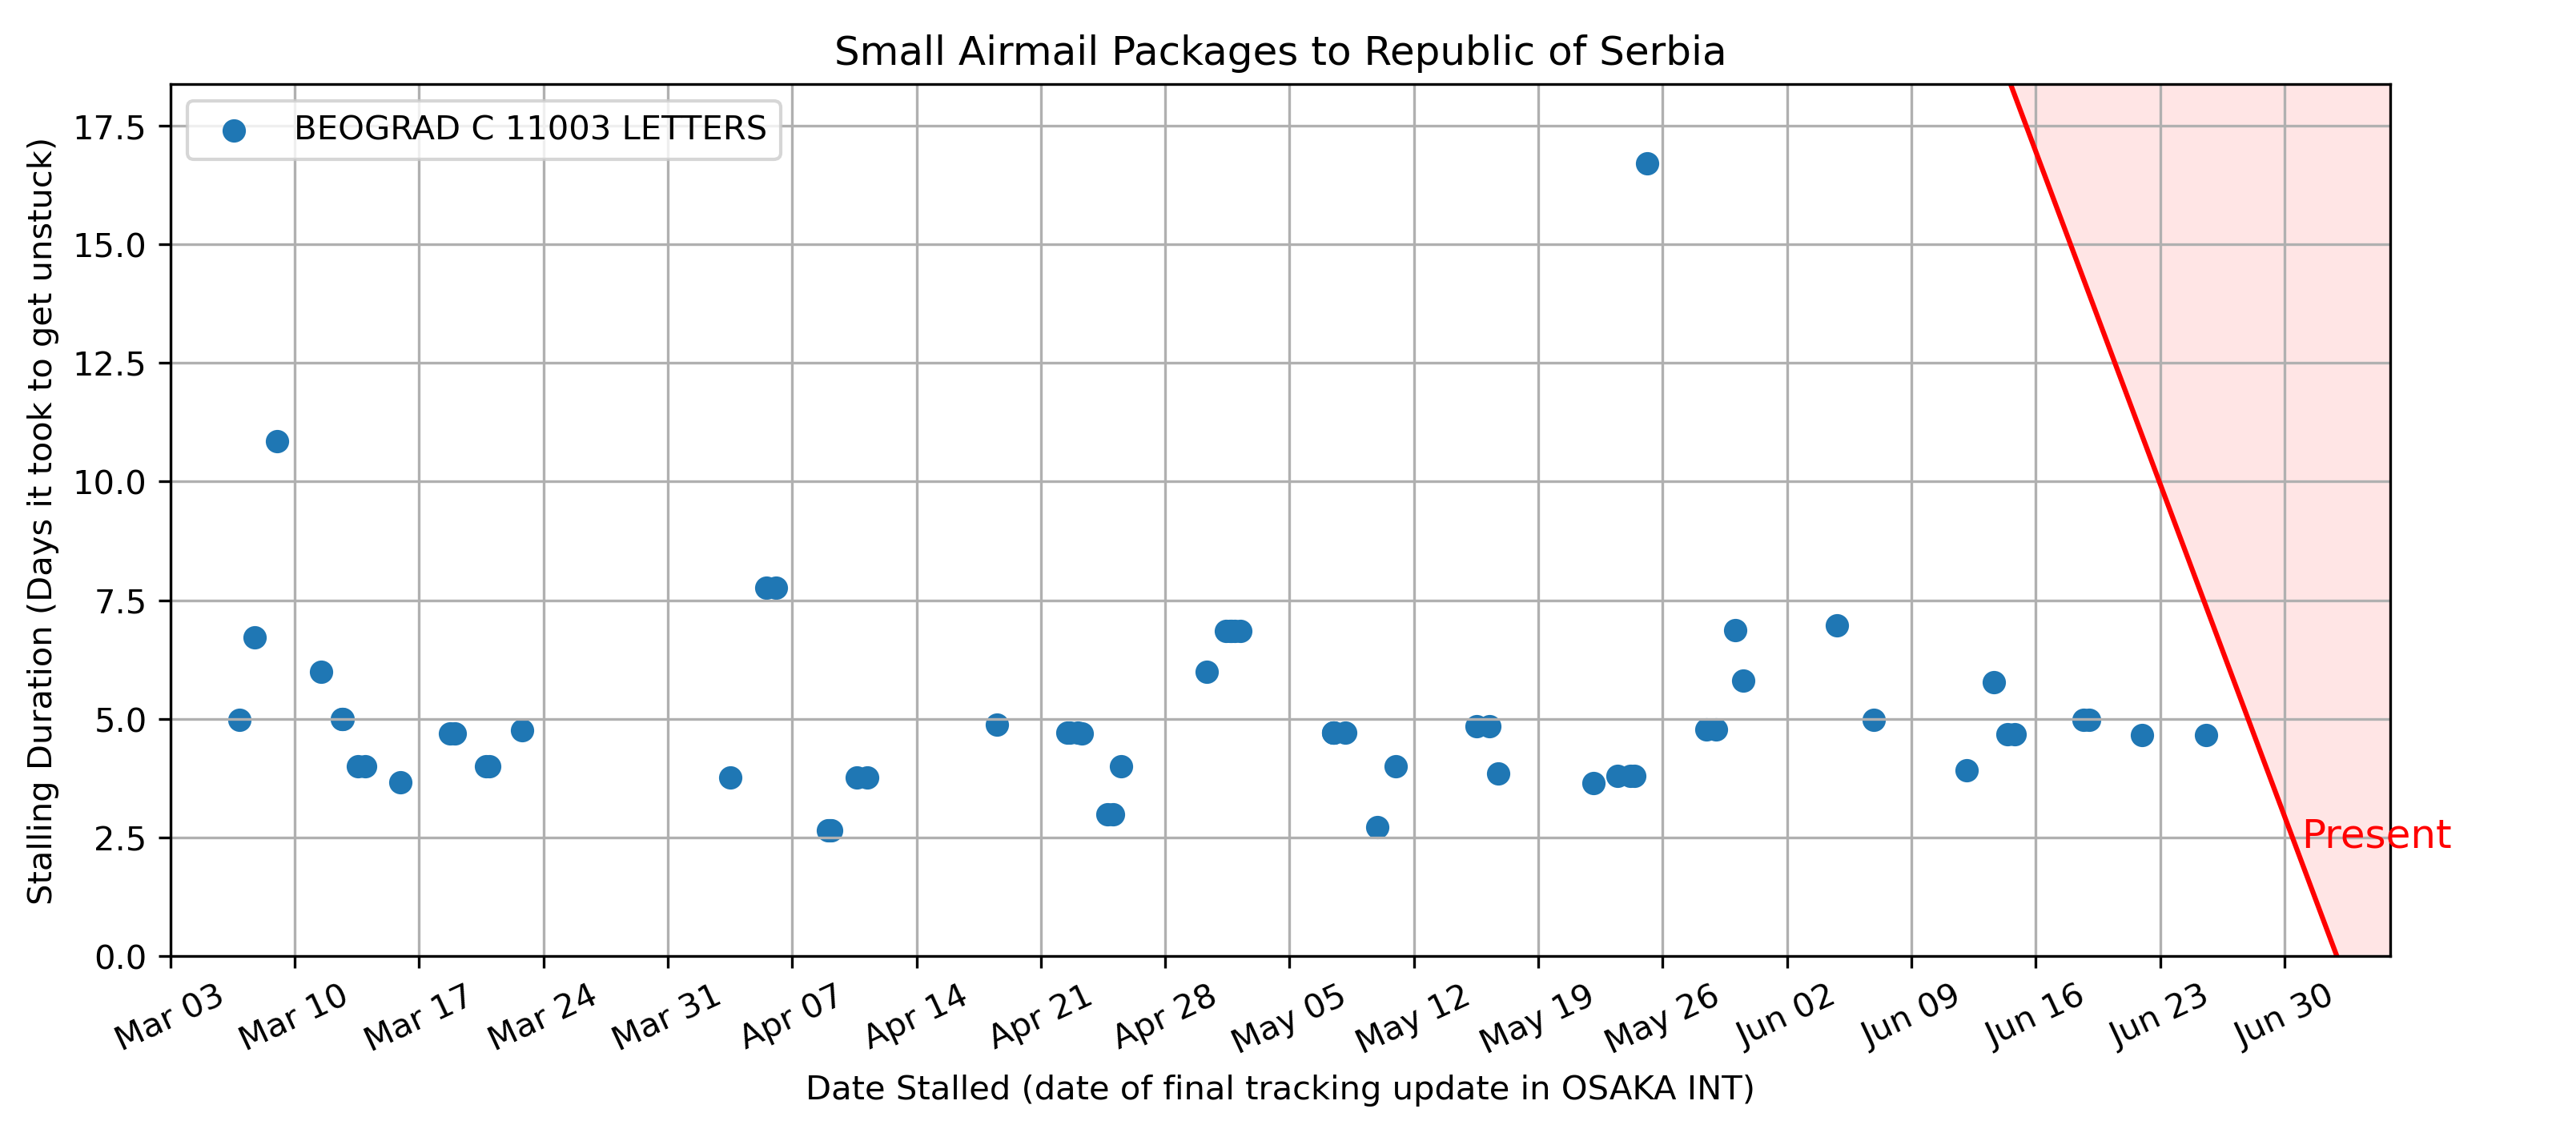 Small Airmail Packages to Republic of Serbia
BEOGRAD C 11003 LETTERS
Stalling Duration (Days it took to get unstuck)
17.5
15.0
12.5
10.0
7.5
5.0
2.5
0.0
Present
Mar 03
Mar 10
Mar 17
Mar 24
Mar 31
Apr 07
Apr 14
Apr 21
Apr 28
May 05
May 12
May 19
May 26
Jun 02
Jun 09
Jun 16
Jun 23
Jun 30
Date Stalled (date of final tracking update in OSAKA INT)